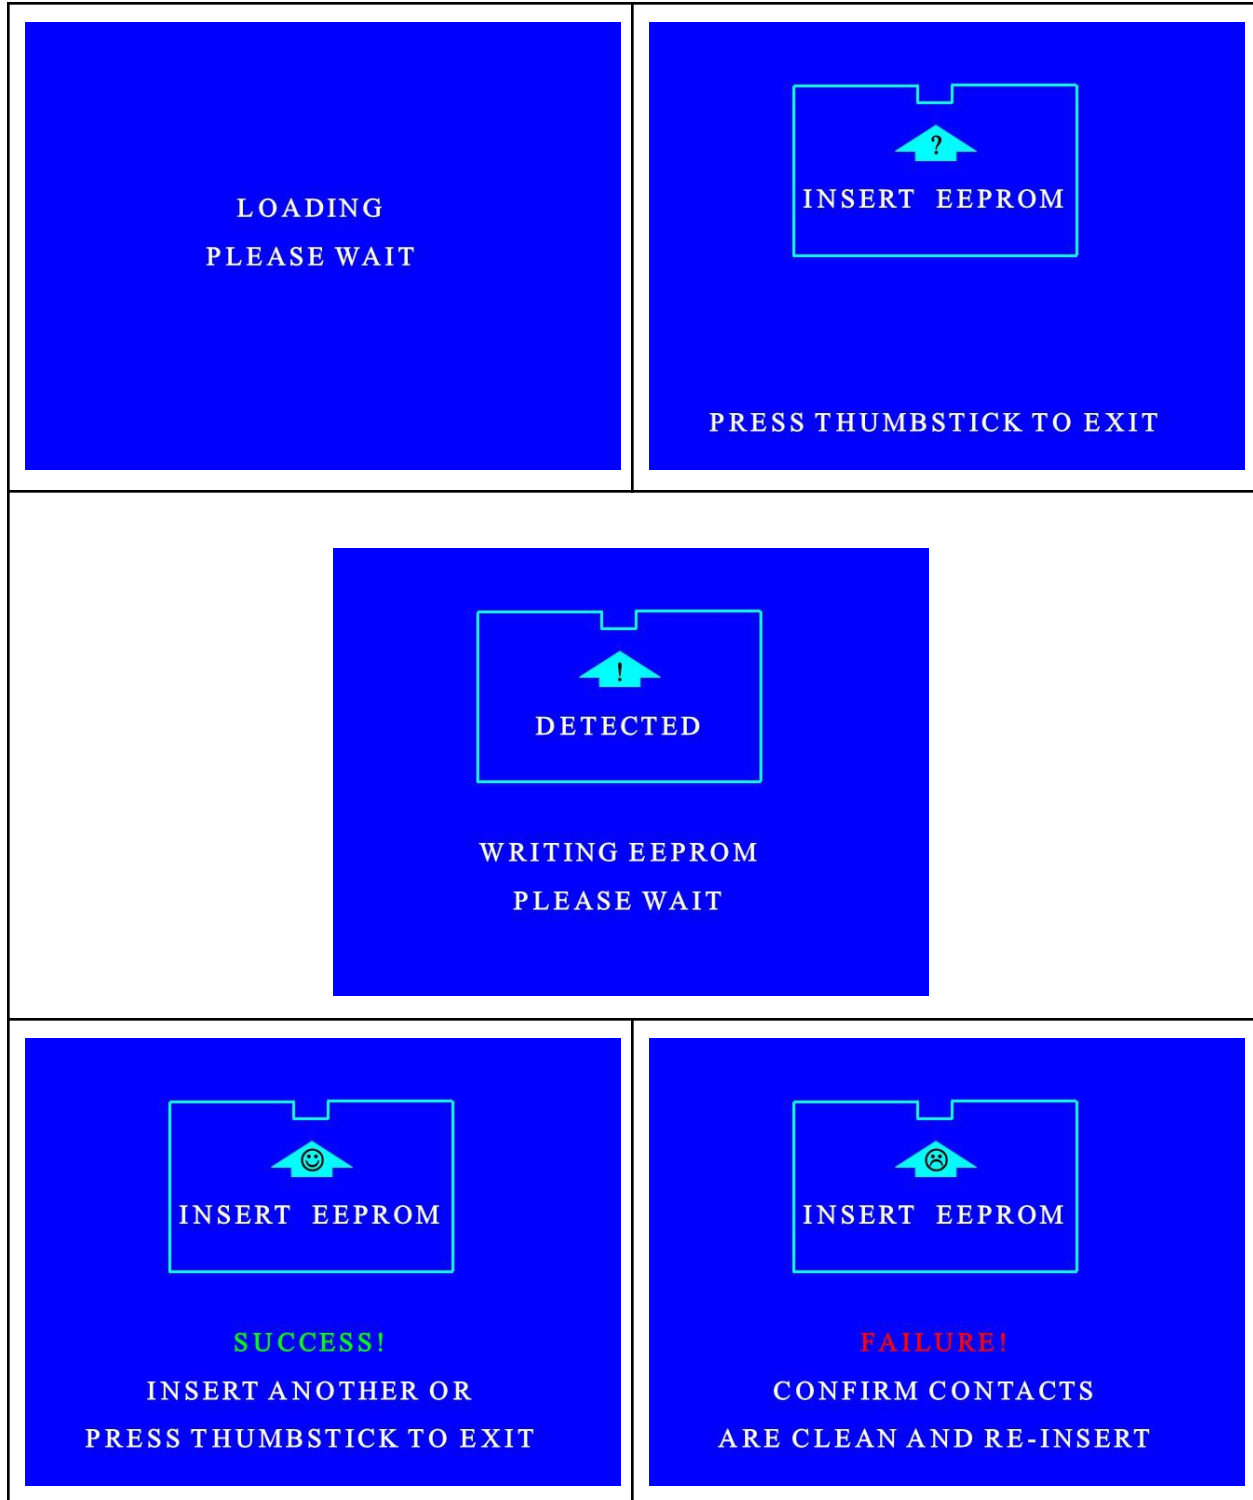 LOADING
PLEASE WAIT
?
INSERT EEPROM
PRESS THUMBSTICK TO EXIT
!
DETECTED
WRITING EEPROM
PLEASE WAIT
INSERT EEPROM
SUCCESS!
INSERT ANOTHER OR
PRESS THUMBSTICK TO EXIT
INSERT EEPROM
FAILURE!
CONFIRM CONTACTS
ARE CLEAN AND RE-INSERT